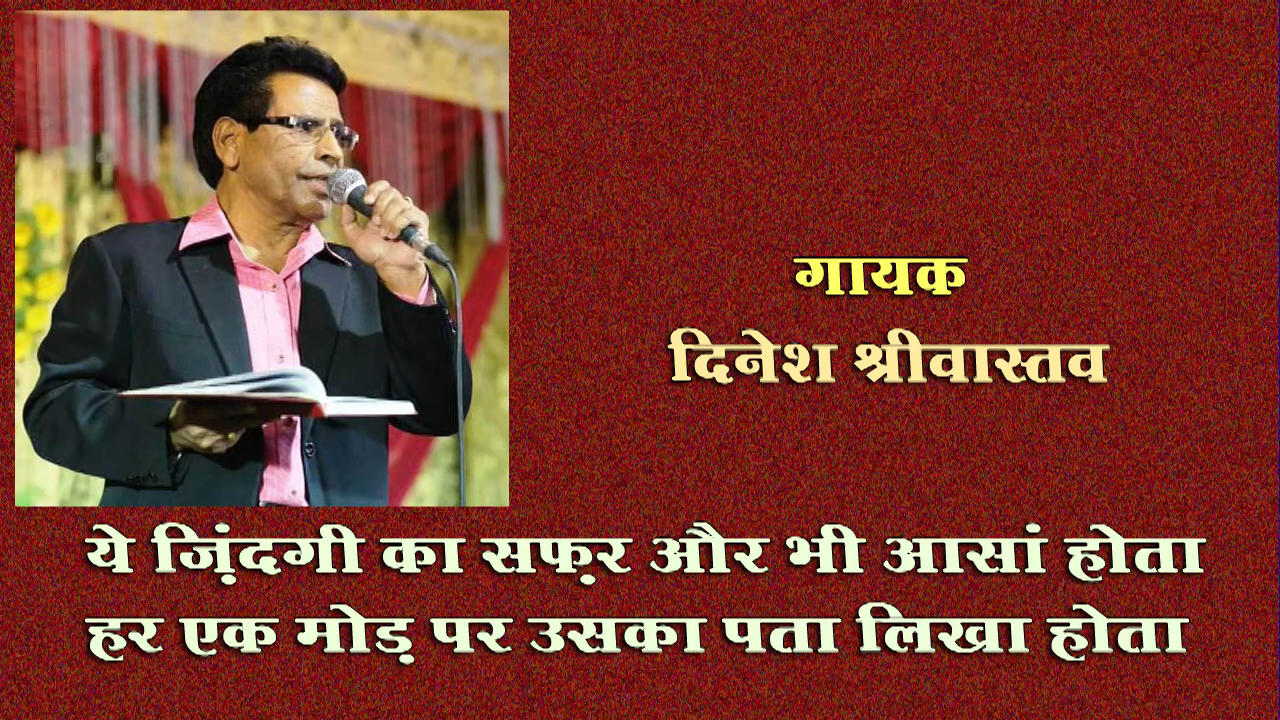 गायक
दिनेश श्रीवास्तव
ये ज़िंदगी का सफ़र और भी आसां होता
हर एक मोड़ पर उसका पता लिखा होता